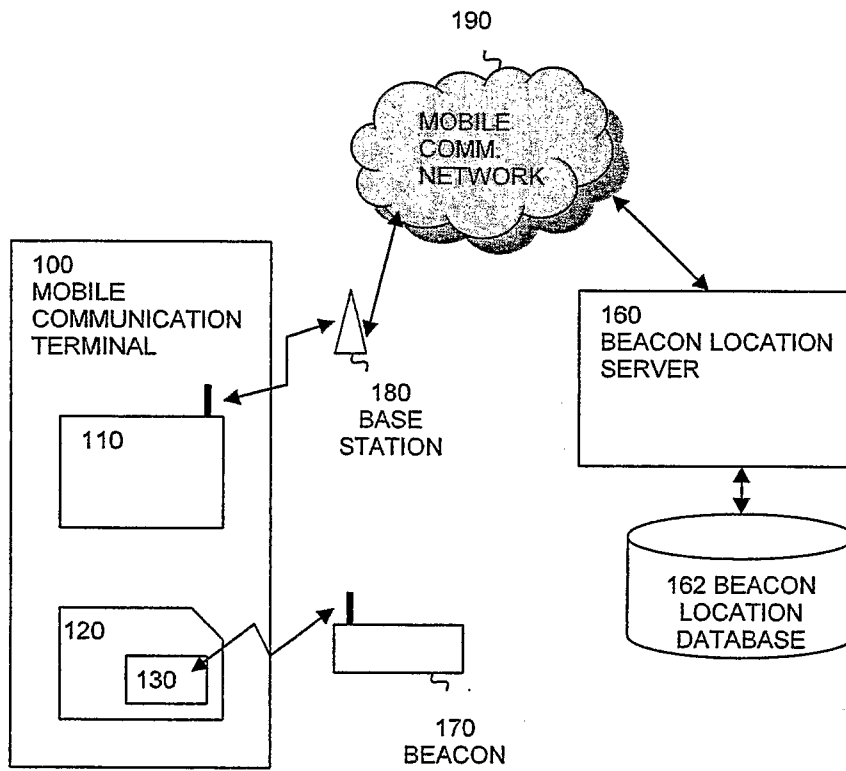 190
MOBILE
COMM.
NETWORK
100
MOBILE
COMMUNICATION
TERMINAL
160
BEACON LOCATION
SERVER
180
BASE
STATION
110
162 BEACON
LOCATION
DATABASE
120
130
170
BEACON